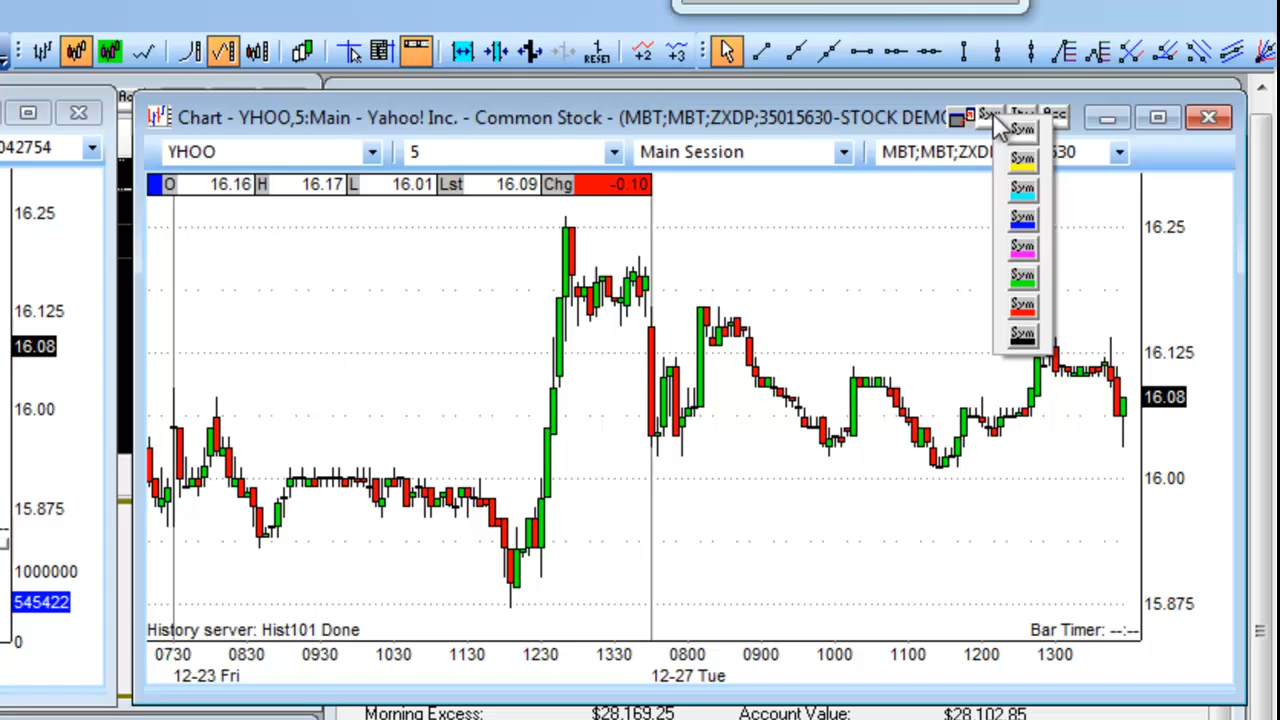 +2 +3
RESET
Chart - YHOO,5:Main - Yahoo! Inc. - Common Stock - (MBT;MBT;ZXDP;35015630-STOCK DEMO
Sym
042754
YHOO 5 Main Session MBT;MBT;ZXD 30
Sym
Sym
Sym
Sym
Sym
Sym
Sym
O 16.16 H 16.17 L 16.01 Lst 16.09 Chg -0.10
16.25
16.125
16.08
16.00
15.875
1000000
545422
0
16.25
16.125
16.08
16.00
15.875
History server: Hist101 Done
Bar Timer: --:--
0730 0830 0930 1030 1130 1230 1330 0800 0900 1000 1100 1200 1300
12-23 Fri 12-27 Tue
Morning Excess: $28,169.25 Account Value: $28,102.85